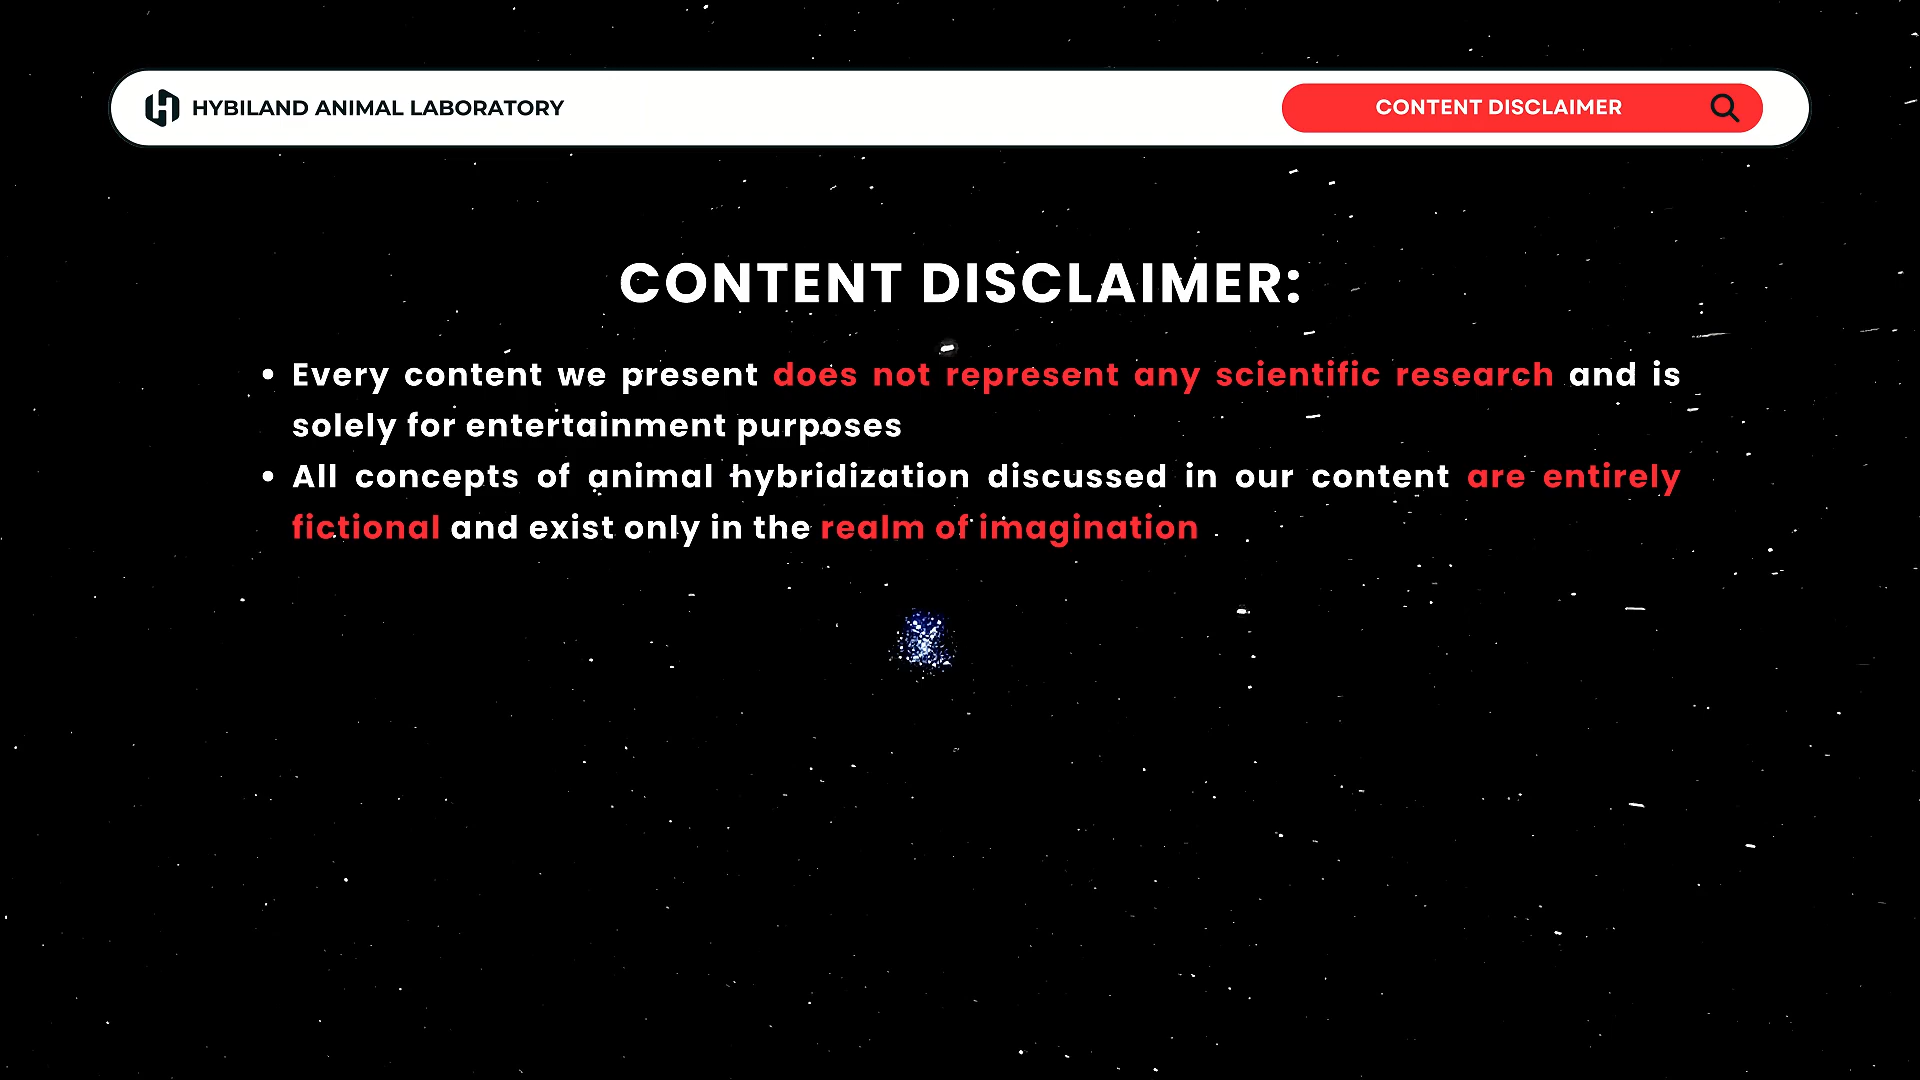 HYBILAND ANIMAL LABORATORY
CONTENT DISCLAIMER
CONTENT DISCLAIMER:
• Every content we present does not represent any scientific research and is
solely for entertainment purposes
• All concepts of animal hybridization discussed in our content are entirely
fictional and exist only in the realm of imagination